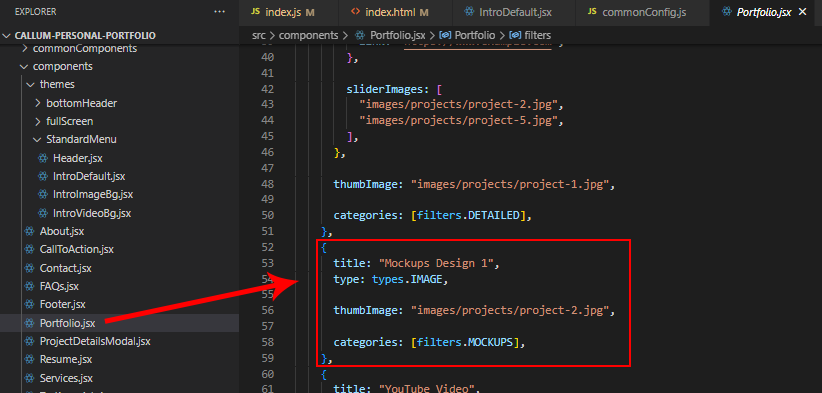 EXPLORER
···
CALLUM-PERSONAL-PORTFOLIO
commonComponents
components
themes
bottomHeader
fullScreen
StandardMenu
Header.jsx
IntroDefault.jsx
IntroImageBg.jsx
IntroVideoBg.jsx
About.jsx
CallToAction.jsx
Contact.jsx
FAQs.jsx
Footer.jsx
Portfolio.jsx
ProjectDetailsModal.jsx
Resume.jsx
Services.jsx
JS index.js M
<> index.html M
IntroDefault.jsx
JS commonConfig.js
Portfolio.jsx ×
src > components > Portfolio.jsx > Portfolio > filters
40 },
41
42 sliderImages: [
43 "images/projects/project-2.jpg",
44 "images/projects/project-5.jpg",
45 ],
46 },
47
48 thumbImage: "images/projects/project-1.jpg",
49
50 categories: [filters.DETAILED],
51 },
52 {
53 title: "Mockups Design 1",
54 type: types.IMAGE,
55
56 thumbImage: "images/projects/project-2.jpg",
57
58 categories: [filters.MOCKUPS],
59 },
60 {
61 title: "YouTube Video",